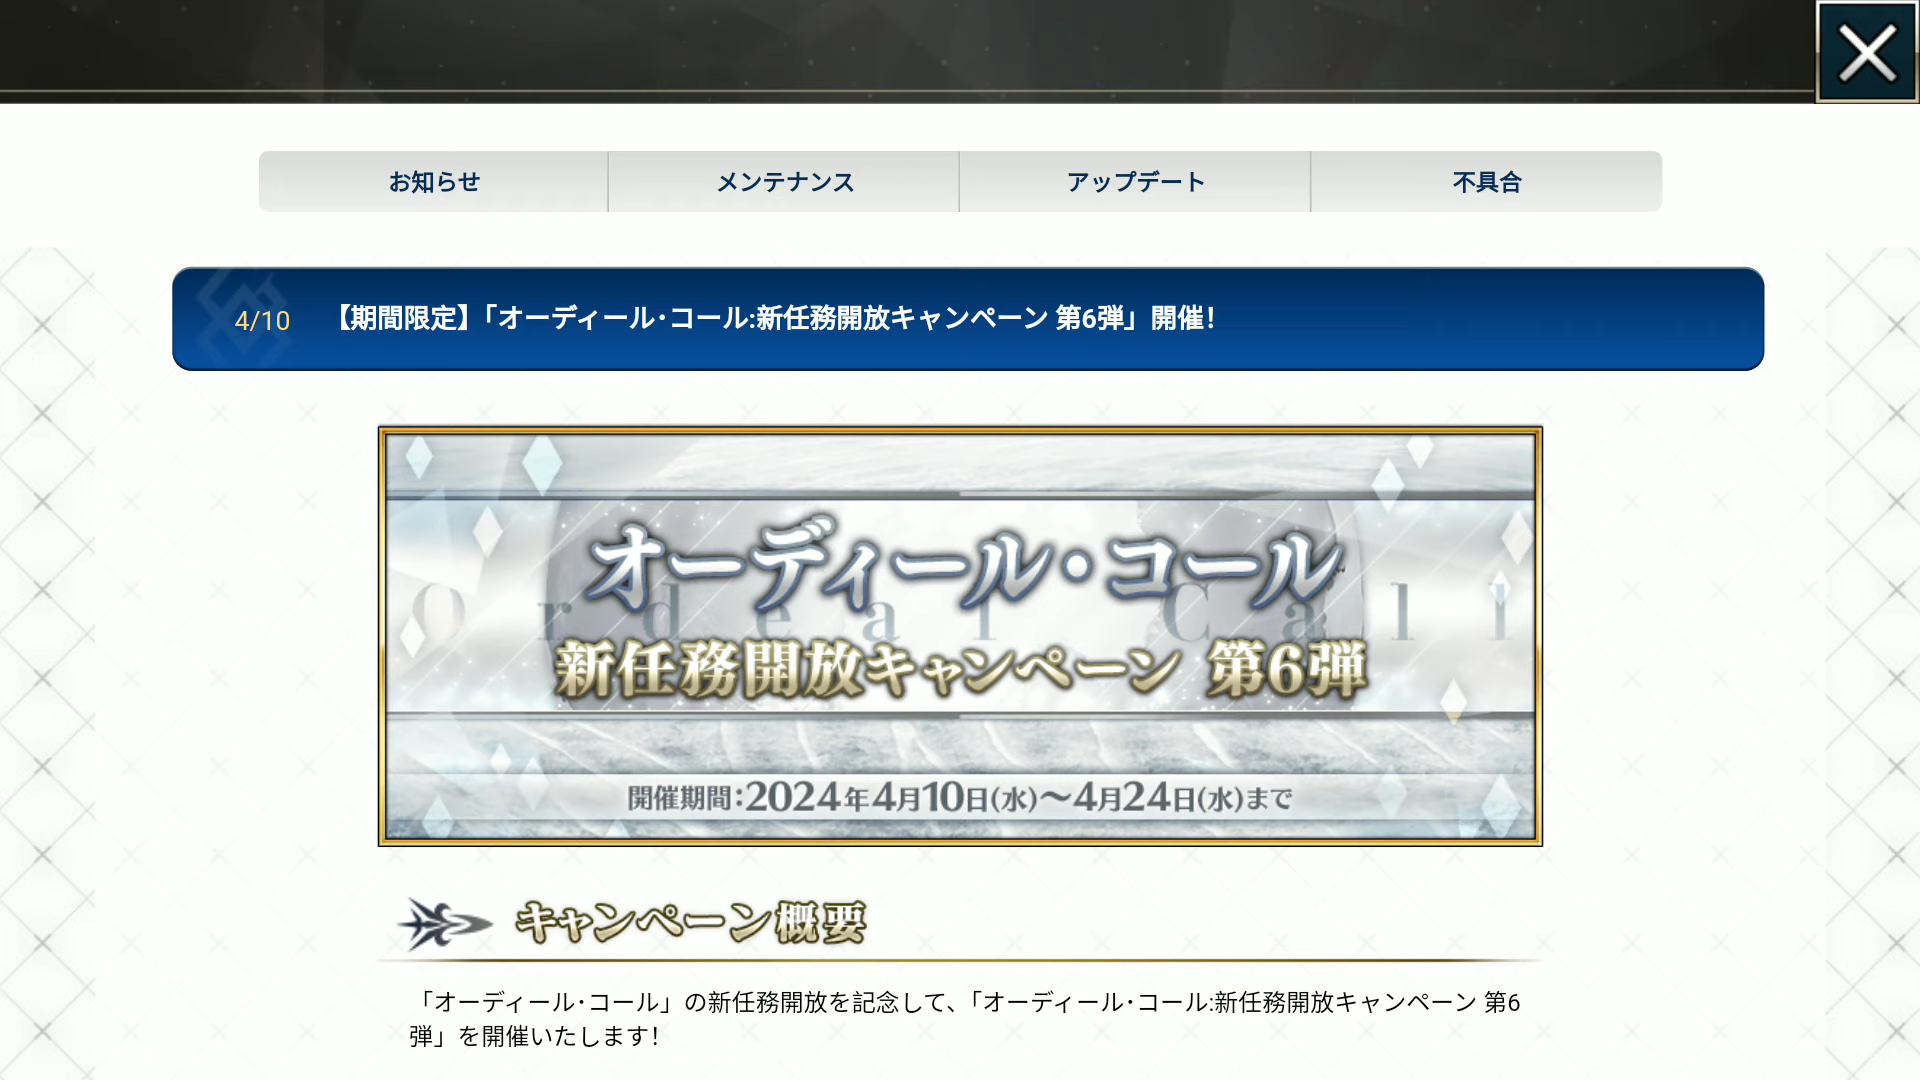 お知らせ
メンテナンス
アップデート
不具合
4/10 【期間限定】「オーディール･コール:新任務開放キャンペーン 第6弾」開催!
オーディール・コール
Ordeal Call
新任務開放キャンペーン 第6弾
開催期間:2024年4月10日(水)～4月24日(水)まで
キャンペーン概要
「オーディール･コール」の新任務開放を記念して、「オーディール･コール:新任務開放キャンペーン 第6
弾」を開催いたします!